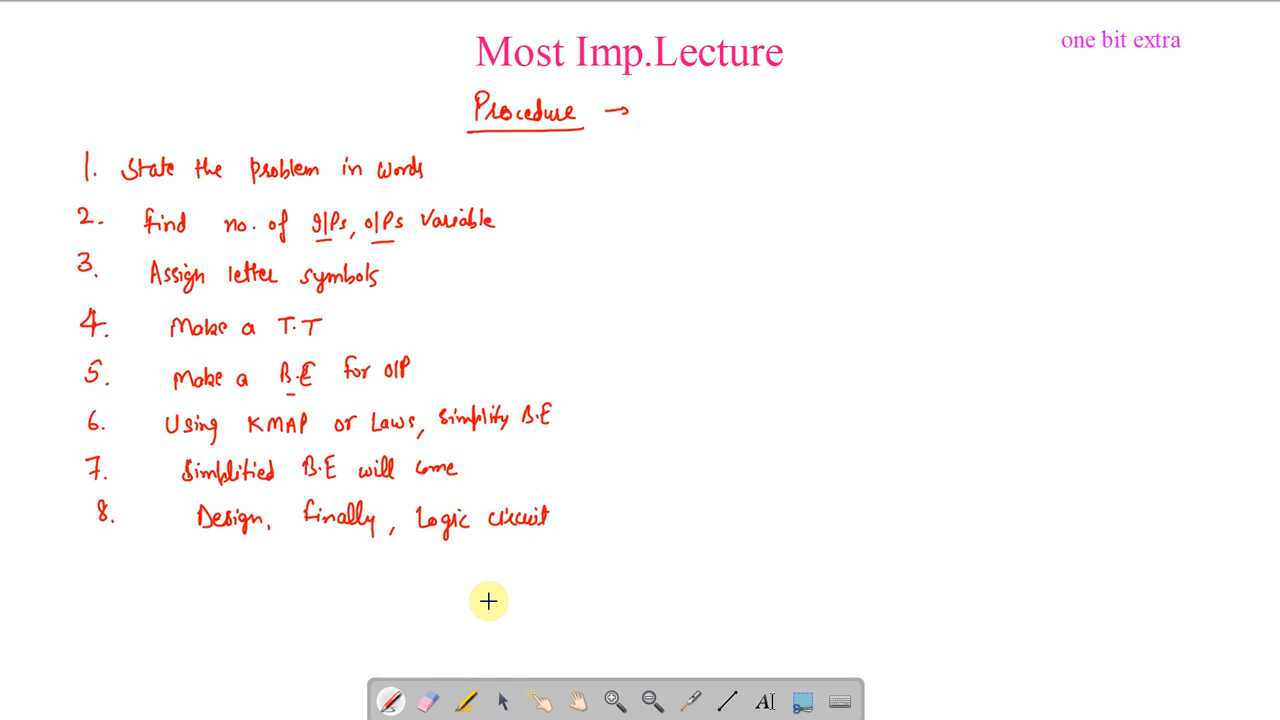 Most Imp.Lecture
one bit extra
Procedure →
1. State the problem in words
2. find no. of I/Ps, O/Ps variable
3. Assign letter symbols
4. Make a T.T
5. Make a B.E for O/P
6. Using KMAP or Laws, simplify B.E
7. Simplified B.E will come
8. Design, finally, Logic circuit
AI